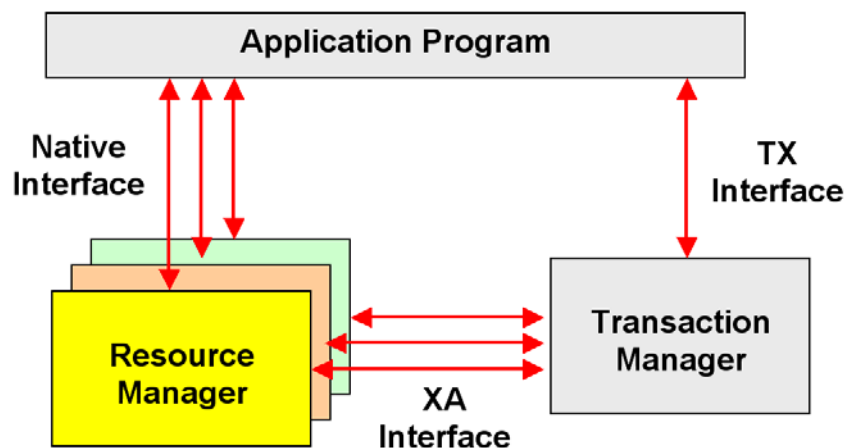 Application Program
Native
Interface
TX
Interface
Resource
Manager
Transaction
Manager
XA
Interface